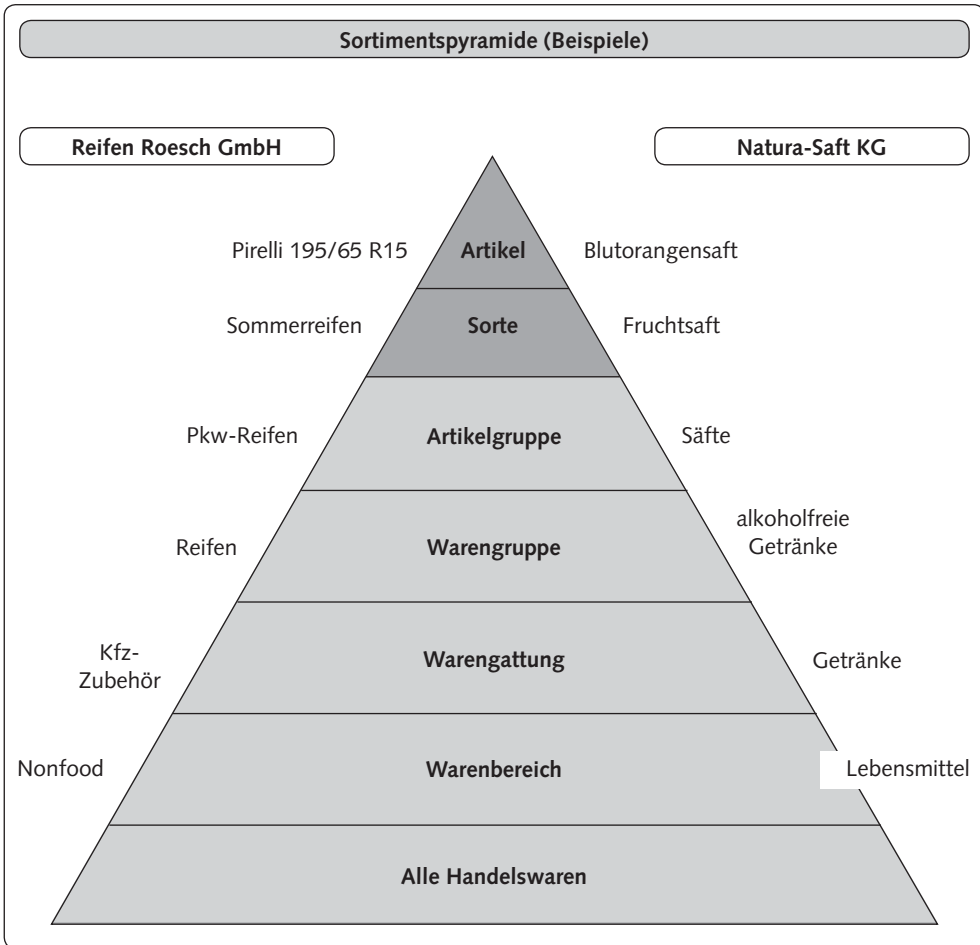 Sortimentspyramide (Beispiele)
Reifen Roesch GmbH
Natura-Saft KG
Pirelli 195/65 R15
Artikel
Blutorangensaft
Sommerreifen
Sorte
Fruchtsaft
Pkw-Reifen
Artikelgruppe
Säfte
Reifen
Warengruppe
alkoholfreie
Getränke
Kfz-
Zubehör
Warengattung
Getränke
Nonfood
Warenbereich
Lebensmittel
Alle Handelswaren